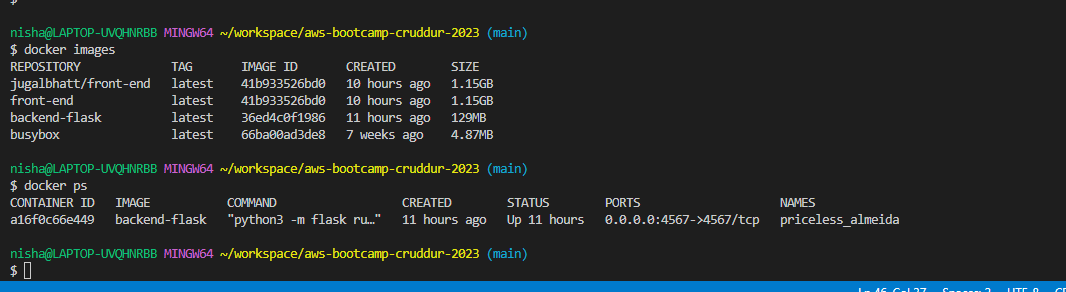 $
nisha@LAPTOP-UVQHNRBB MINGW64 ~/workspace/aws-bootcamp-cruddur-2023 (main)
$ docker images
REPOSITORY TAG IMAGE ID CREATED SIZE
jugalbhatt/front-end latest 41b933526bd0 10 hours ago 1.15GB
front-end latest 41b933526bd0 10 hours ago 1.15GB
backend-flask latest 36ed4c0f1986 11 hours ago 129MB
busybox latest 66ba00ad3de8 7 weeks ago 4.87MB
nisha@LAPTOP-UVQHNRBB MINGW64 ~/workspace/aws-bootcamp-cruddur-2023 (main)
$ docker ps
CONTAINER ID IMAGE COMMAND CREATED STATUS PORTS NAMES
a16f0c66e449 backend-flask "python3 -m flask ru…" 11 hours ago Up 11 hours 0.0.0.0:4567->4567/tcp priceless_almeida
nisha@LAPTOP-UVQHNRBB MINGW64 ~/workspace/aws-bootcamp-cruddur-2023 (main)
$